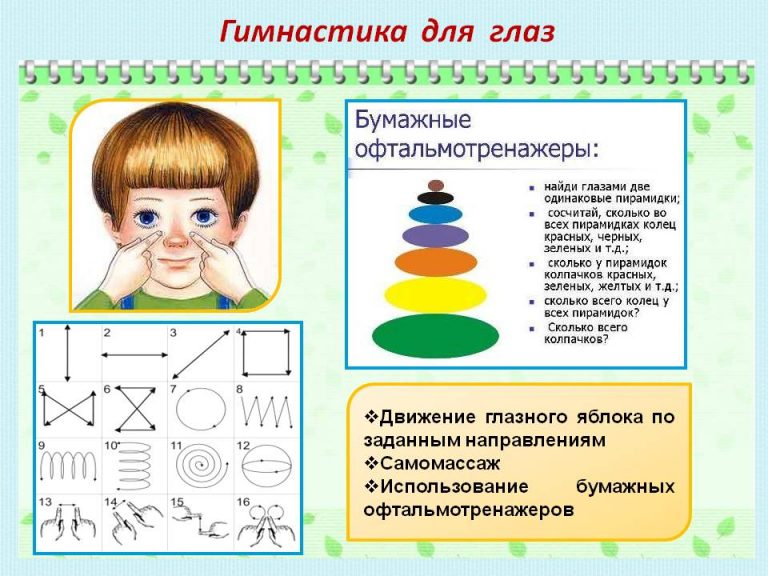 Гимнастика для глаз
Бумажные
офтальмотренажеры:
найди глазами две
одинаковые пирамидки;
сосчитай, сколько во
всех пирамидках колец
красных, черных,
зеленых и т.д.;
сколько у пирамидок
колпачков красных,
зеленых, желтых и т.д.;
сколько всего колец у
всех пирамидок?
Сколько всего
колпачков?
1 2 3 4
5 6 7 8
9 10 11 12
13 14 15 16
Движение глазного яблока по
заданным направлениям
Самомассаж
Использование бумажных
офтальмотренажеров